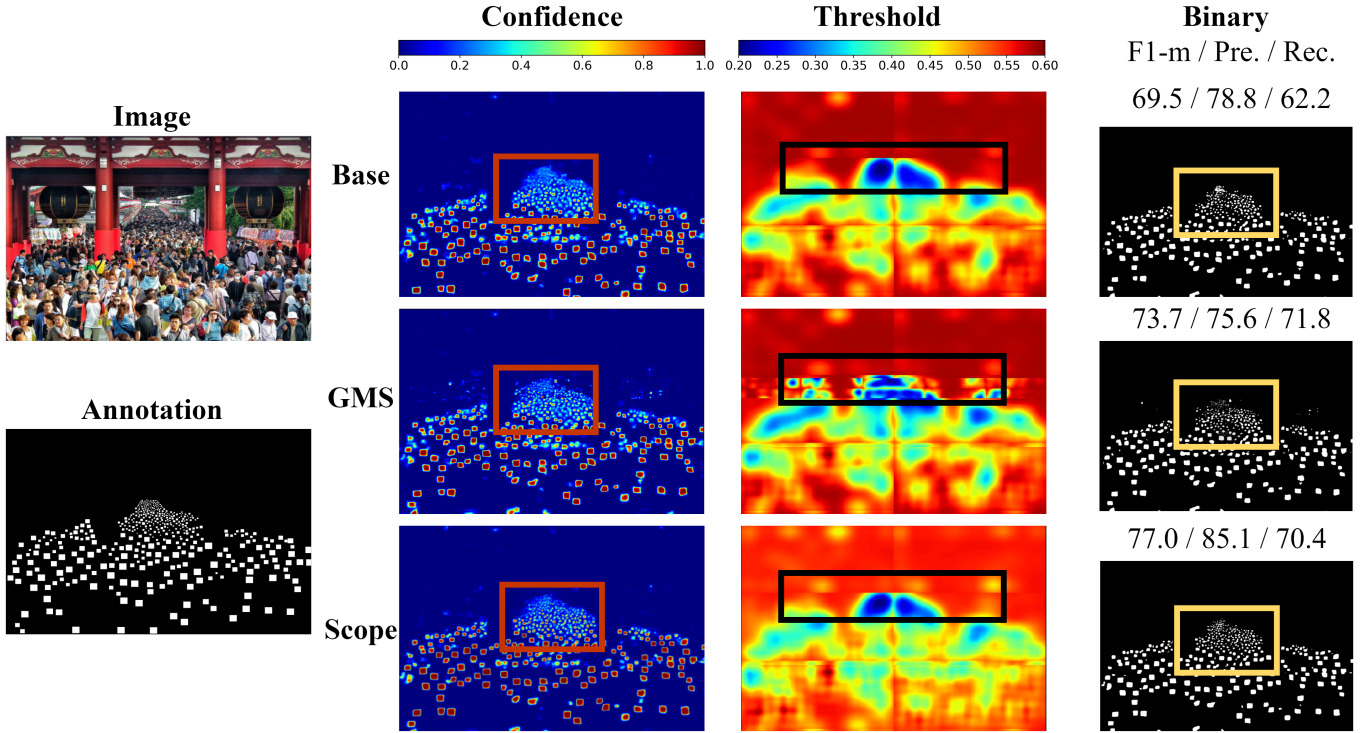 Confidence
Threshold
Binary
F1-m / Pre. / Rec.
0.0 0.2 0.4 0.6 0.8 1.0
0.20 0.25 0.30 0.35 0.40 0.45 0.50 0.55 0.60
69.5 / 78.8 / 62.2
Image
Base
73.7 / 75.6 / 71.8
GMS
Annotation
77.0 / 85.1 / 70.4
Scope